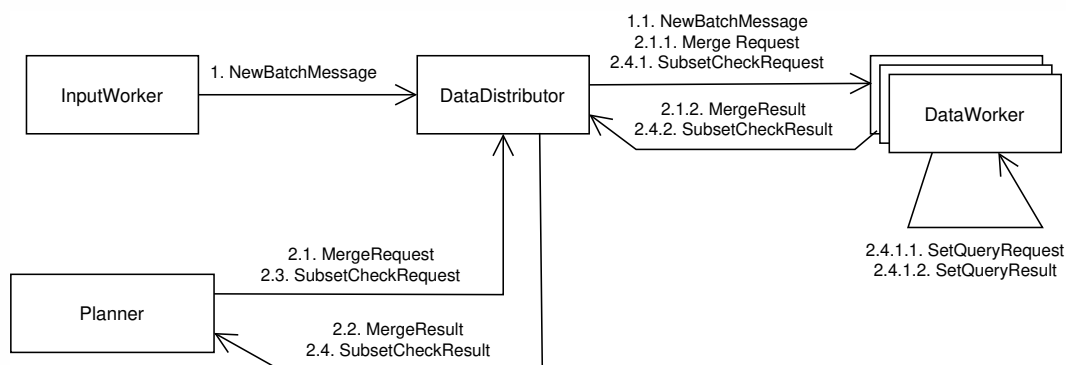 1.1. NewBatchMessage
2.1.1. Merge Request
2.4.1. SubsetCheckRequest
1. NewBatchMessage
InputWorker
DataDistributor
2.1.2. MergeResult
2.4.2. SubsetCheckResult
DataWorker
2.1. MergeRequest
2.3. SubsetCheckRequest
2.4.1.1. SetQueryRequest
2.4.1.2. SetQueryResult
Planner
2.2. MergeResult
2.4. SubsetCheckResult